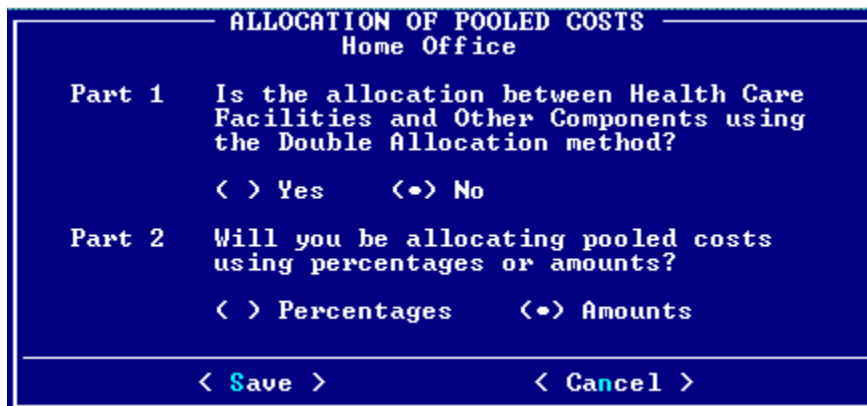 ALLOCATION OF POOLED COSTS
Home Office
Part 1 Is the allocation between Health Care
Facilities and Other Components using
the Double Allocation method?
( ) Yes (•) No
Part 2 Will you be allocating pooled costs
using percentages or amounts?
( ) Percentages (•) Amounts
< Save > < Cancel >